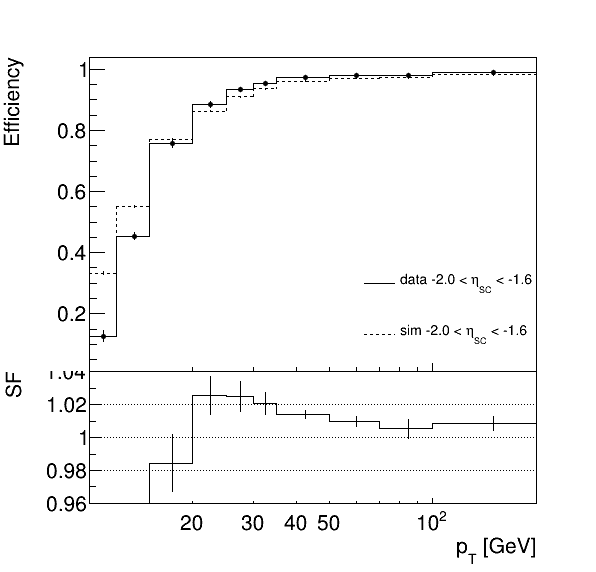 Efficiency
1
0.8
0.6
0.4
0.2
data -2.0 < η_SC < -1.6
sim -2.0 < η_SC < -1.6
SF
1.04
1.02
1
0.98
0.96
20 30 40 50 10²
p_T [GeV]